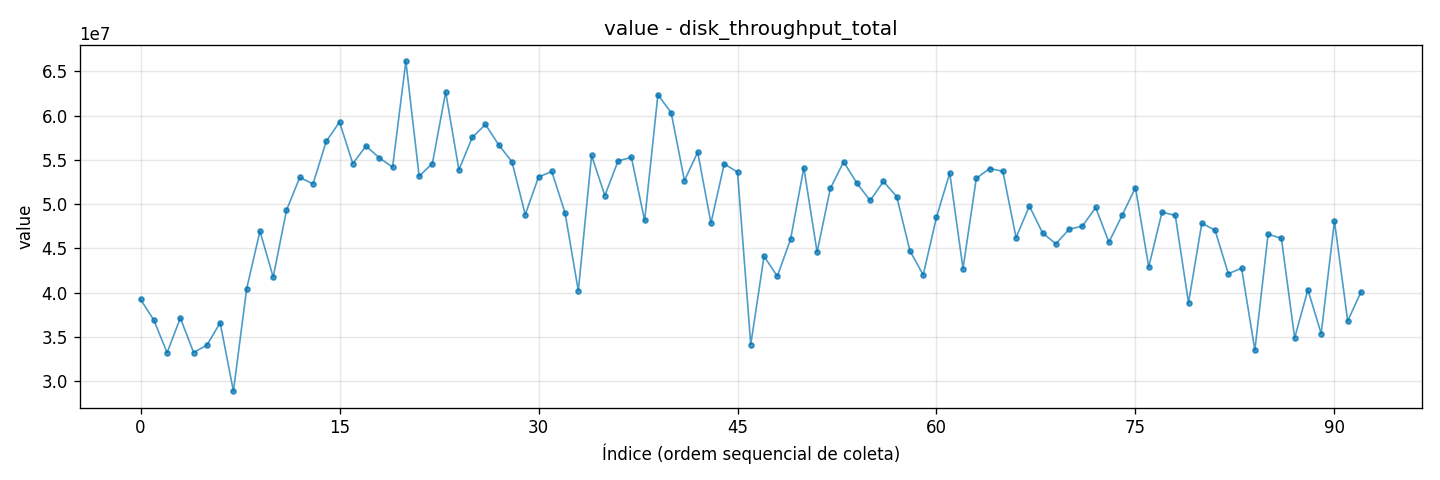 value - disk_throughput_total
1e7
6.5
6.0
5.5
5.0
4.5
4.0
3.5
3.0
value
0 15 30 45 60 75 90
Índice (ordem sequencial de coleta)